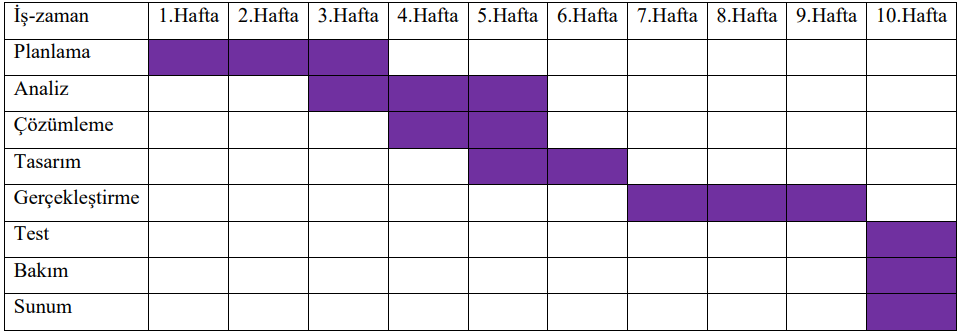 İş-zaman 1.Hafta 2.Hafta 3.Hafta 4.Hafta 5.Hafta 6.Hafta 7.Hafta 8.Hafta 9.Hafta 10.Hafta
Planlama
Analiz
Çözümleme
Tasarım
Gerçekleştirme
Test
Bakım
Sunum